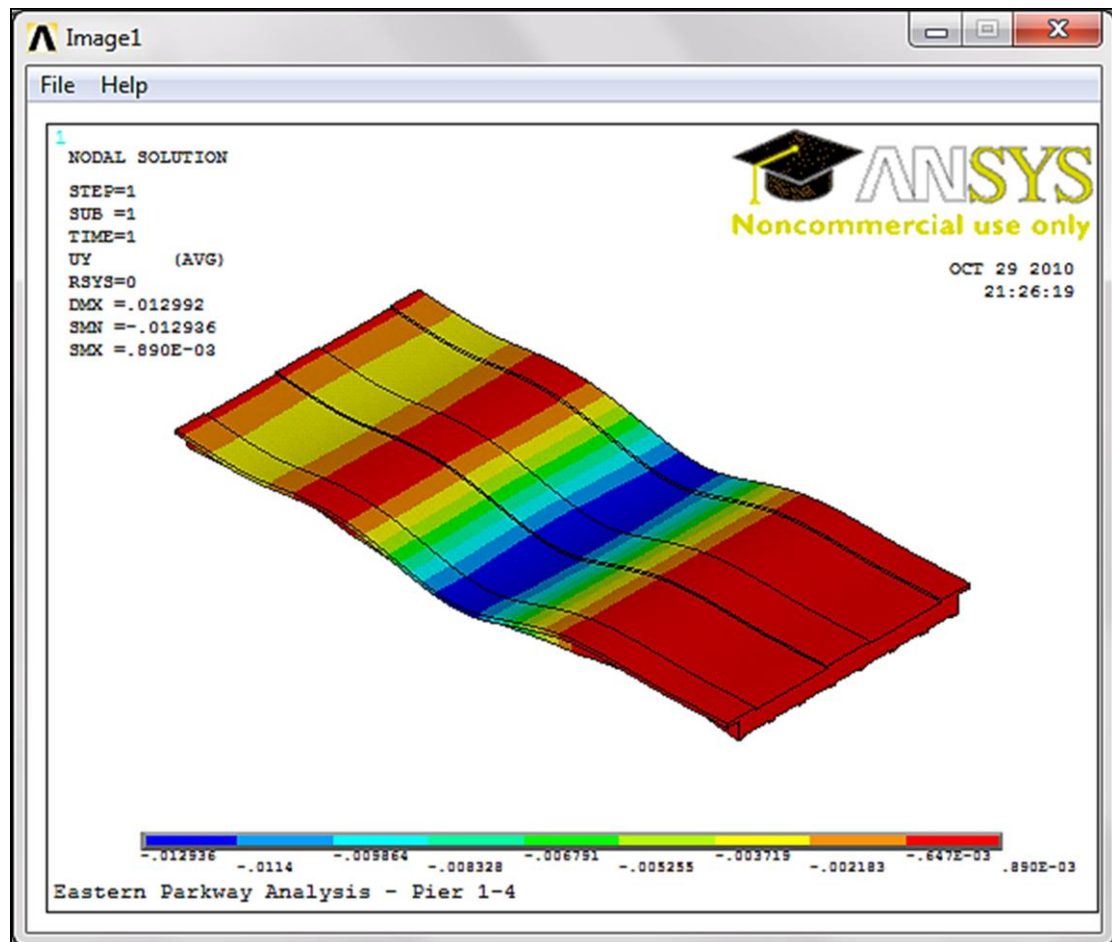 Image1
File Help
1
NODAL SOLUTION
STEP=1
SUB =1
TIME=1
UY (AVG)
RSYS=0
DMX =.012992
SMN =-.012936
SMX =.890E-03
ANSYS
Noncommercial use only
OCT 29 2010
21:26:19
-.012936 -.009864 -.006791 -.003719 -.647E-03
-.0114 -.008328 -.005255 -.002183 .890E-03
Eastern Parkway Analysis - Pier 1-4